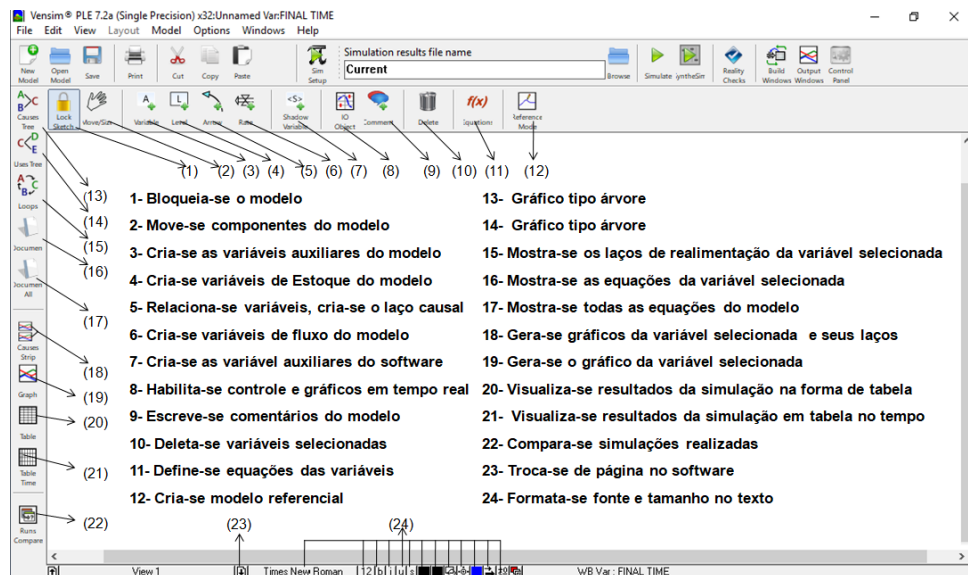 Vensim® PLE 7.2a (Single Precision) x32:Unnamed Var:FINAL TIME
File Edit View Layout Model Options Windows Help
Simulation results file name
Current
New Model
Open Model
Save
Print
Cut
Copy
Paste
Sim Setup
Browse
Simulate
SyntheSim
Reality Checks
Build Windows
Output Windows
Control Panel
Causes Tree
Lock Sketch
Move/Size
Variable
Level
Arrow
Rate
Shadow Variable
IO Object
Comment
Delete
Equations
Reference Mode
Uses Tree
Loops
Documen
Documen All
Causes Strip
Graph
Table
Table Time
Runs Compare
(1) (2) (3) (4) (5) (6) (7) (8) (9) (10) (11) (12)
(13)
(14)
(15)
(16)
(17)
(18)
(19)
(20)
(21)
(22)
(23)
(24)
1- Bloqueia-se o modelo
2- Move-se componentes do modelo
3- Cria-se as variáveis auxiliares do modelo
4- Cria-se variáveis de Estoque do modelo
5- Relaciona-se variáveis, cria-se o laço causal
6- Cria-se variáveis de fluxo do modelo
7- Cria-se as variável auxiliares do software
8- Habilita-se controle e gráficos em tempo real
9- Escreve-se comentários do modelo
10- Deleta-se variáveis selecionadas
11- Define-se equações das variáveis
12- Cria-se modelo referencial
13- Gráfico tipo árvore
14- Gráfico tipo árvore
15- Mostra-se os laços de realimentação da variável selecionada
16- Mostra-se as equações da variável selecionada
17- Mostra-se todas as equações do modelo
18- Gera-se gráficos da variável selecionada e seus laços
19- Gera-se o gráfico da variável selecionada
20- Visualiza-se resultados da simulação na forma de tabela
21- Visualiza-se resultados da simulação em tabela no tempo
22- Compara-se simulações realizadas
23- Troca-se de página no software
24- Formata-se fonte e tamanho no texto
View 1
Times New Roman
12 b i u s
WB Var : FINAL TIME